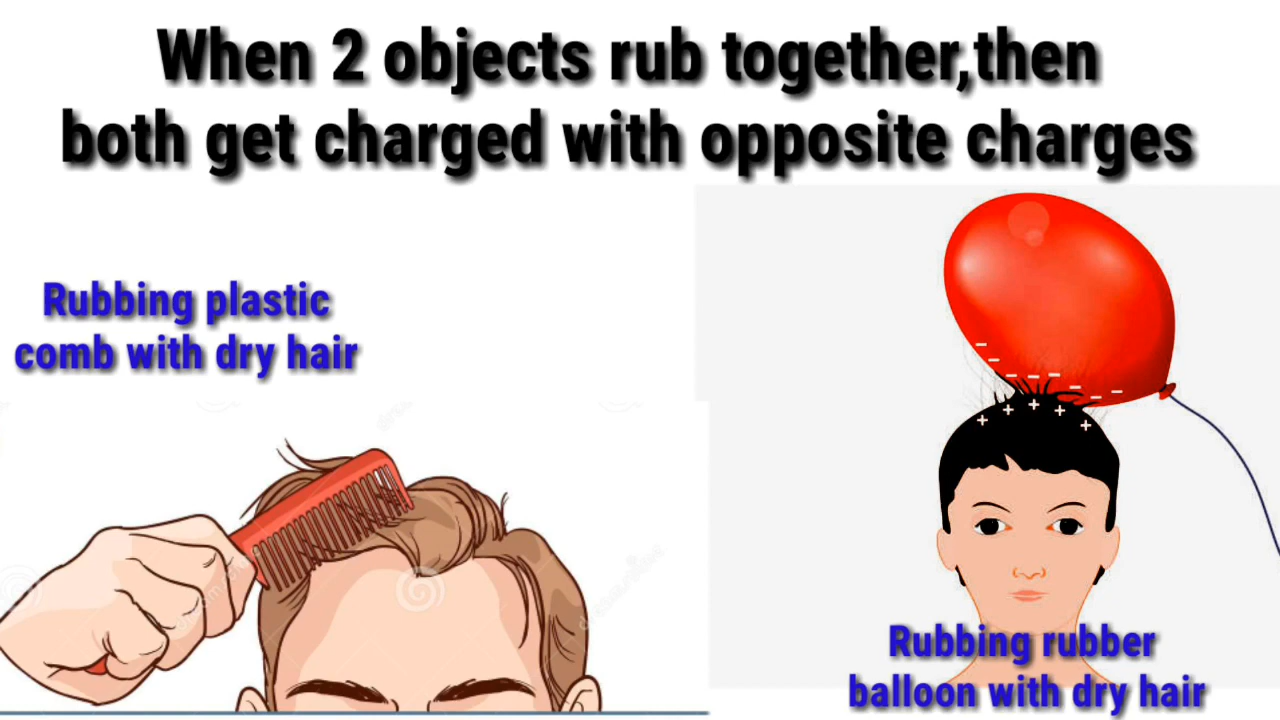 When 2 objects rub together,then
both get charged with opposite charges
Rubbing plastic
comb with dry hair
Rubbing rubber
balloon with dry hair